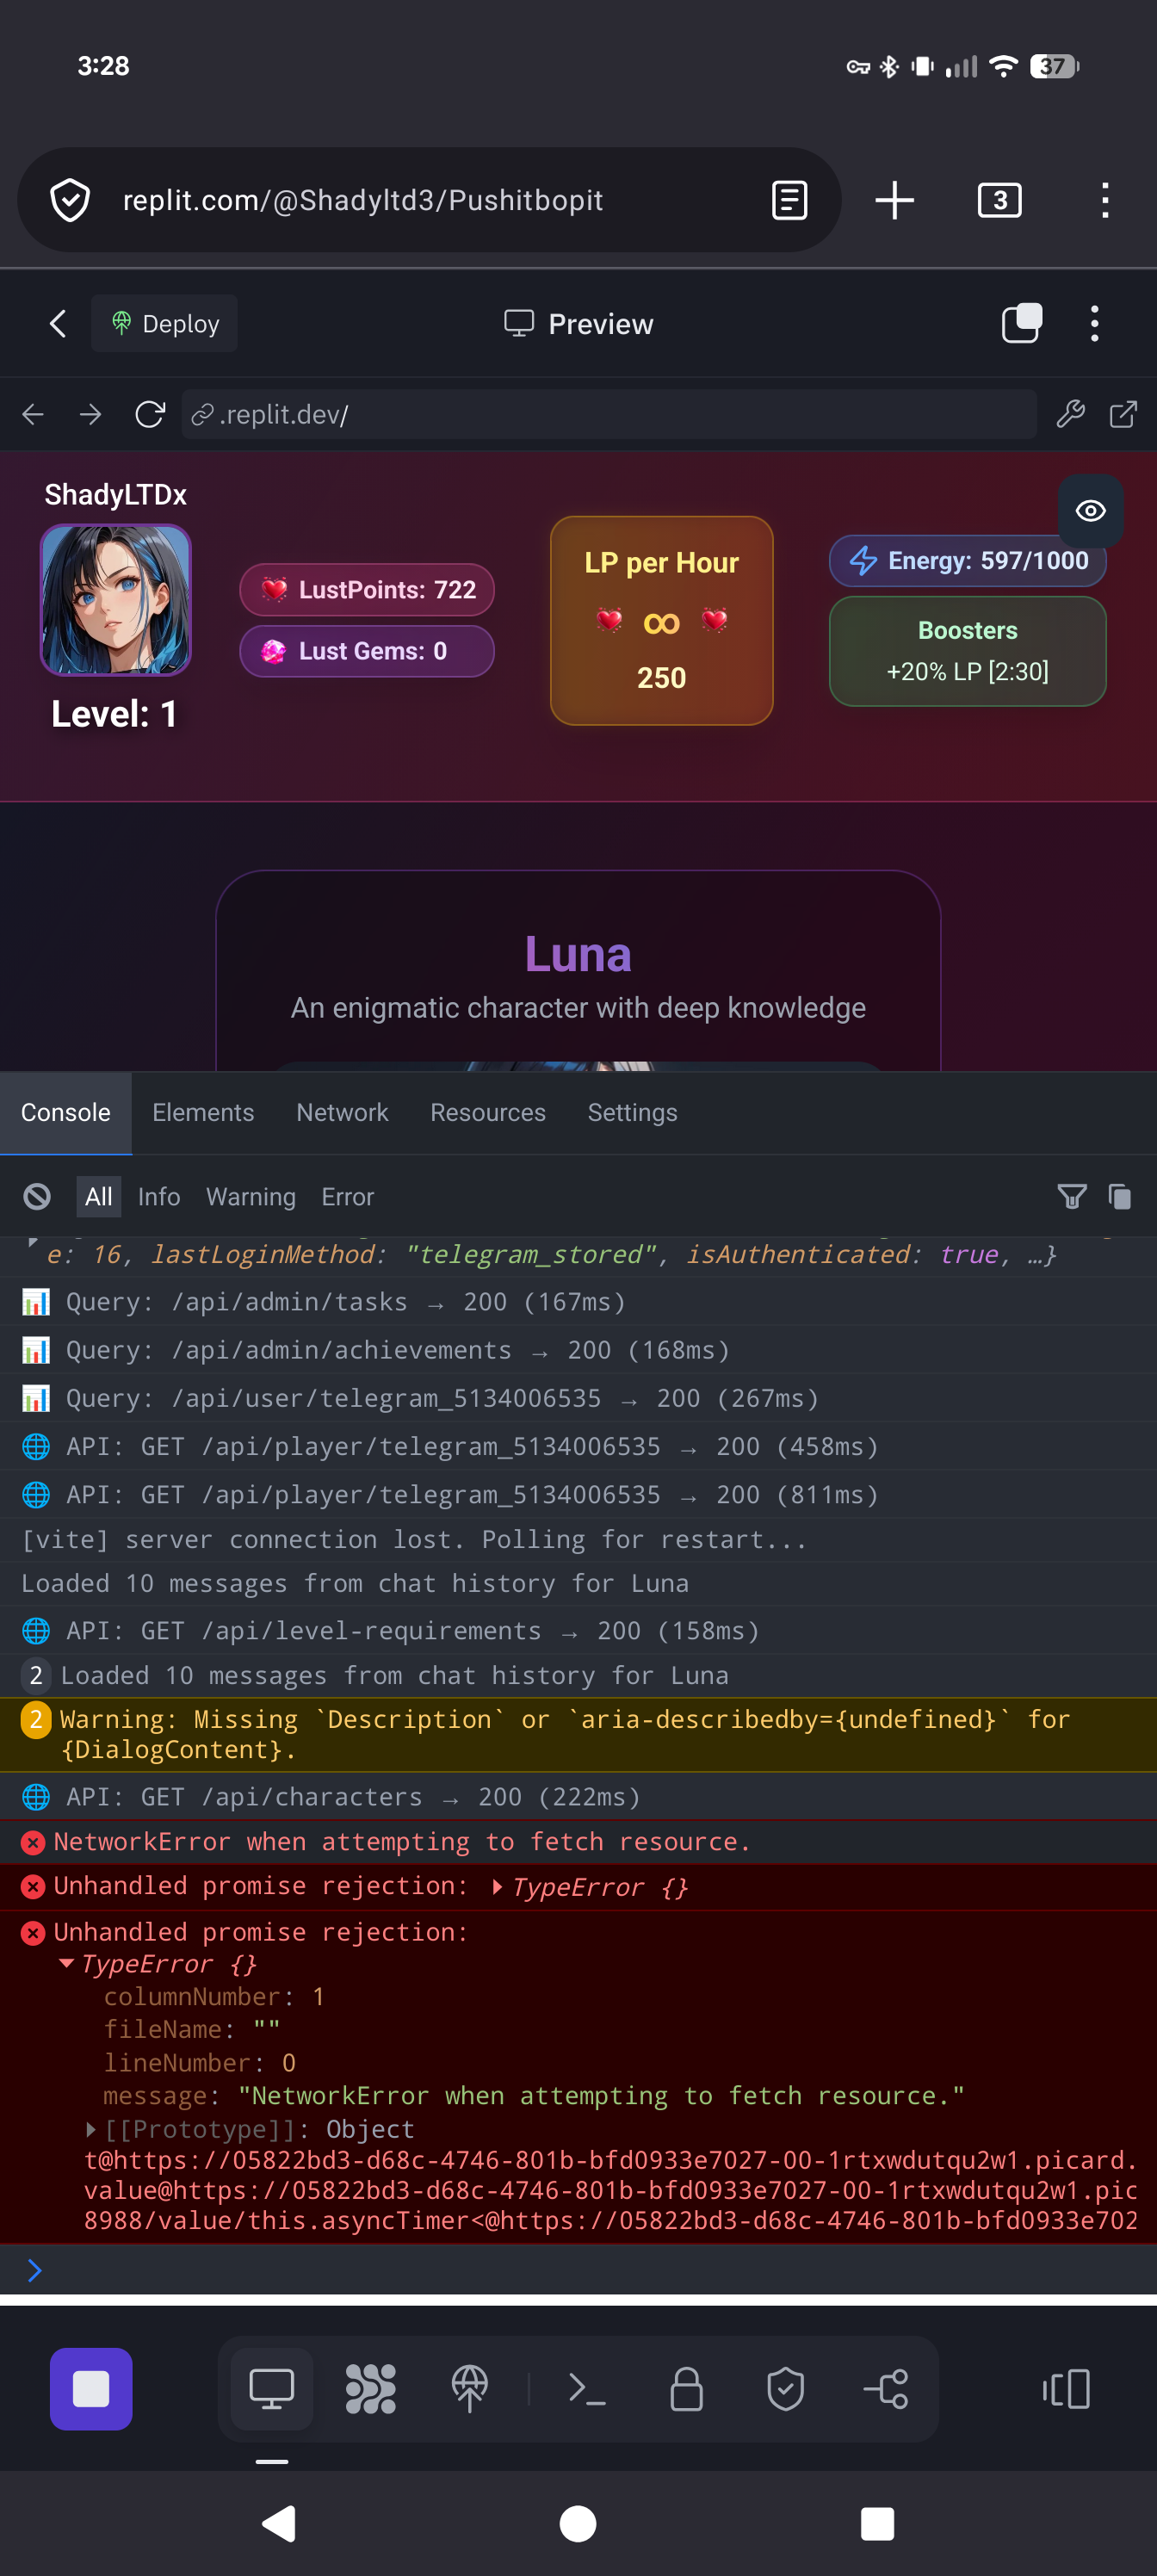 3:28
37
replit.com/@Shadyltd3/Pushitbopit
3
Deploy
Preview
.replit.dev/
ShadyLTDx
Level: 1
LustPoints: 722
Lust Gems: 0
LP per Hour
∞
250
Energy: 597/1000
Boosters
+20% LP [2:30]
Luna
An enigmatic character with deep knowledge
Console Elements Network Resources Settings
All Info Warning Error
e: 16, lastLoginMethod: "telegram_stored", isAuthenticated: true, …}
Query: /api/admin/tasks → 200 (167ms)
Query: /api/admin/achievements → 200 (168ms)
Query: /api/user/telegram_5134006535 → 200 (267ms)
API: GET /api/player/telegram_5134006535 → 200 (458ms)
API: GET /api/player/telegram_5134006535 → 200 (811ms)
[vite] server connection lost. Polling for restart...
Loaded 10 messages from chat history for Luna
API: GET /api/level-requirements → 200 (158ms)
2 Loaded 10 messages from chat history for Luna
2 Warning: Missing `Description` or `aria-describedby={undefined}` for
{DialogContent}.
API: GET /api/characters → 200 (222ms)
NetworkError when attempting to fetch resource.
Unhandled promise rejection: TypeError {}
Unhandled promise rejection:
TypeError {}
columnNumber: 1
fileName: ""
lineNumber: 0
message: "NetworkError when attempting to fetch resource."
[[Prototype]]: Object
t@https://05822bd3-d68c-4746-801b-bfd0933e7027-00-1rtxwdutqu2w1.picard.
value@https://05822bd3-d68c-4746-801b-bfd0933e7027-00-1rtxwdutqu2w1.pic
8988/value/this.asyncTimer<@https://05822bd3-d68c-4746-801b-bfd0933e702